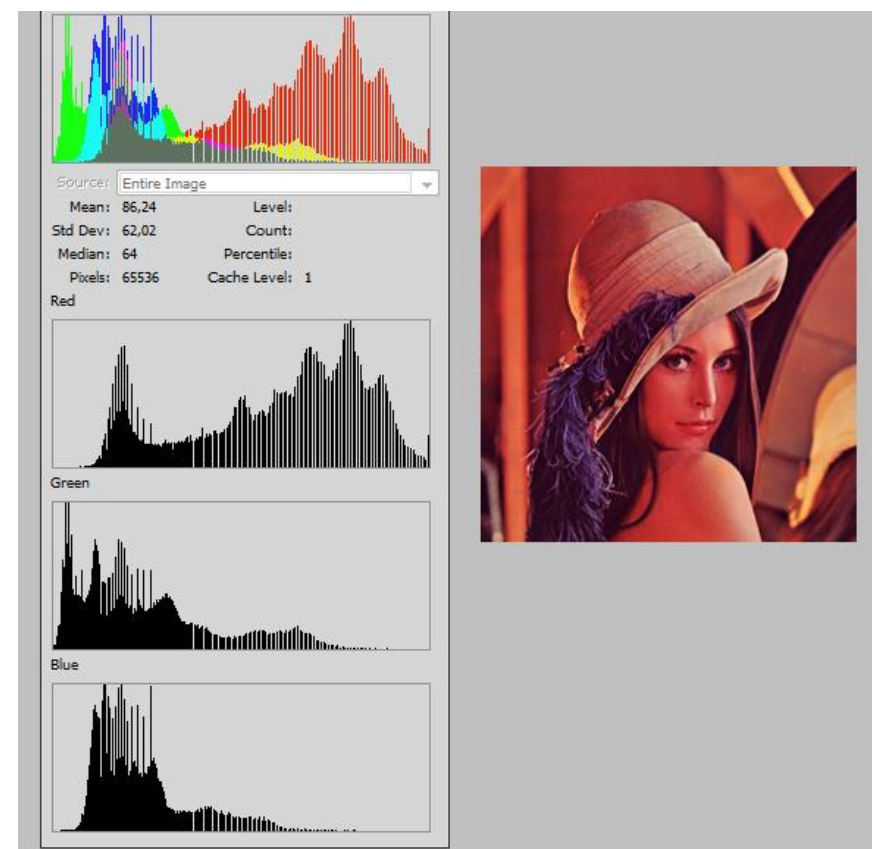 Source: Entire Image
Mean: 86,24 Level:
Std Dev: 62,02 Count:
Median: 64 Percentile:
Pixels: 65536 Cache Level: 1
Red
Green
Blue